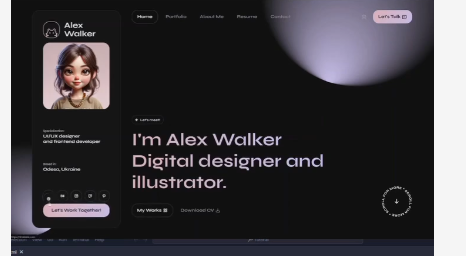 Alex
Walker
Home
Portfolio
About Me
Resume
Contact
Let's Talk
Specialization:
UI/UX designer
and frontend developer
Based in:
Odesa, Ukraine
Let's Work Together!
Let's meet!
I'm Alex Walker
Digital designer and
illustrator.
My Works
Download CV